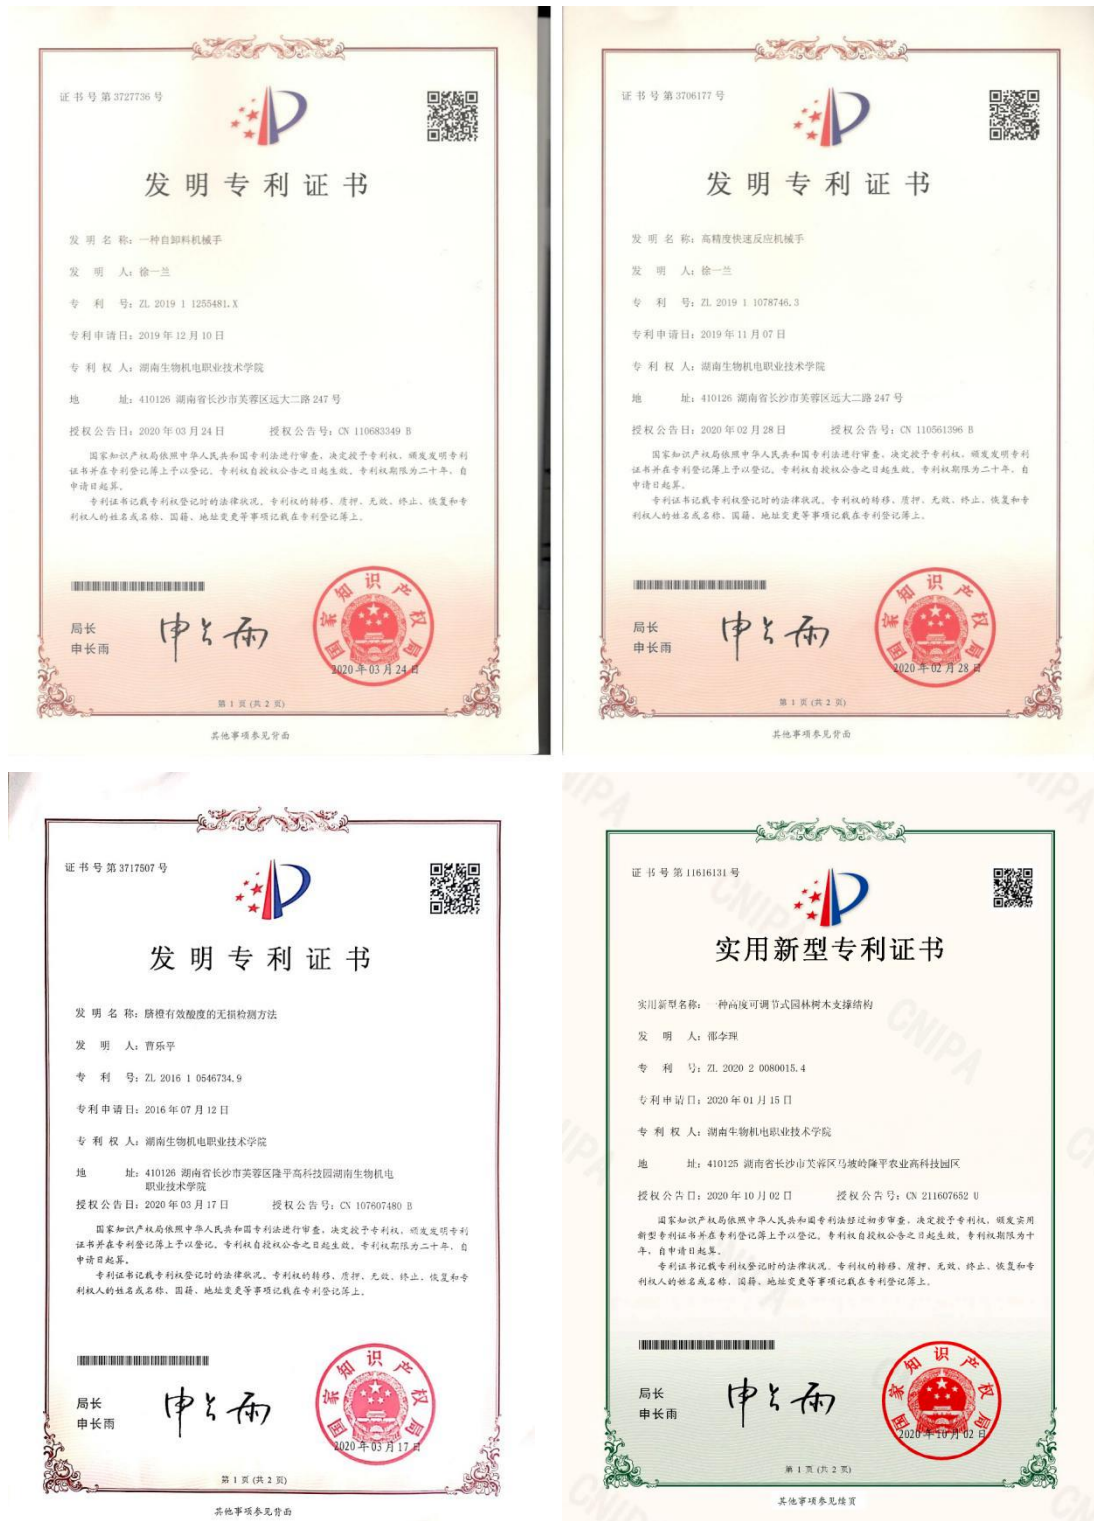 证书号第3727736号
发明专利证书
发明名称：一种自卸料机械手
发明人：徐一兰
专利号：ZL 2019 1 1255481.X
专利申请日：2019年12月10日
专利权人：湖南生物机电职业技术学院
地址：410126 湖南省长沙市芙蓉区远大二路247号
授权公告日：2020年03月24日 授权公告号：CN 110683349 B
国家知识产权局依照中华人民共和国专利法进行审查，决定授予专利权，颁发发明专利
证书并在专利登记簿上予以登记。专利权自授权公告之日起生效。专利权期限为二十年，自
申请日起算。
专利证书记载专利权登记时的法律状况。专利权的转移、质押、无效、终止、恢复和专
利权人的姓名或名称、国籍、地址变更等事项记载在专利登记簿上。
局长
申长雨
申长雨
国家知识产权局
2020年03月24日
第1页(共2页)
其他事项参见背面
证书号第3706177号
发明专利证书
发明名称：高精度快速反应机械手
发明人：徐一兰
专利号：ZL 2019 1 1078746.3
专利申请日：2019年11月07日
专利权人：湖南生物机电职业技术学院
地址：410126 湖南省长沙市芙蓉区远大二路247号
授权公告日：2020年02月28日 授权公告号：CN 110561396 B
国家知识产权局依照中华人民共和国专利法进行审查，决定授予专利权，颁发发明专利
证书并在专利登记簿上予以登记。专利权自授权公告之日起生效。专利权期限为二十年，自
申请日起算。
专利证书记载专利权登记时的法律状况。专利权的转移、质押、无效、终止、恢复和专
利权人的姓名或名称、国籍、地址变更等事项记载在专利登记簿上。
局长
申长雨
申长雨
国家知识产权局
2020年02月28日
第1页(共2页)
其他事项参见背面
证书号第3717507号
发明专利证书
发明名称：脐橙有效酸度的无损检测方法
发明人：曹乐平
专利号：ZL 2016 1 0546734.9
专利申请日：2016年07月12日
专利权人：湖南生物机电职业技术学院
地址：410126 湖南省长沙市芙蓉区隆平高科技园湖南生物机电
职业技术学院
授权公告日：2020年03月17日 授权公告号：CN 107607480 B
国家知识产权局依照中华人民共和国专利法进行审查，决定授予专利权，颁发发明专利
证书并在专利登记簿上予以登记。专利权自授权公告之日起生效。专利权期限为二十年，自
申请日起算。
专利证书记载专利权登记时的法律状况。专利权的转移、质押、无效、终止、恢复和专
利权人的姓名或名称、国籍、地址变更等事项记载在专利登记簿上。
局长
申长雨
申长雨
国家知识产权局
2020年03月17日
第1页(共2页)
其他事项参见背面
证书号第11616131号
实用新型专利证书
实用新型名称：一种高度可调节式园林树木支撑结构
发明人：邵李理
专利号：ZL 2020 2 0080015.4
专利申请日：2020年01月15日
专利权人：湖南生物机电职业技术学院
地址：410125 湖南省长沙市芙蓉区马坡岭隆平农业高科技园区
授权公告日：2020年10月02日 授权公告号：CN 211607652 U
国家知识产权局依照中华人民共和国专利法经过初步审查，决定授予专利权，颁发实用
新型专利证书并在专利登记簿上予以登记。专利权自授权公告之日起生效。专利权期限为十
年，自申请日起算。
专利证书记载专利权登记时的法律状况。专利权的转移、质押、无效、终止、恢复和专
利权人的姓名或名称、国籍、地址变更等事项记载在专利登记簿上。
局长
申长雨
申长雨
国家知识产权局
2020年10月02日
第1页(共2页)
其他事项参见续页
CNIPA